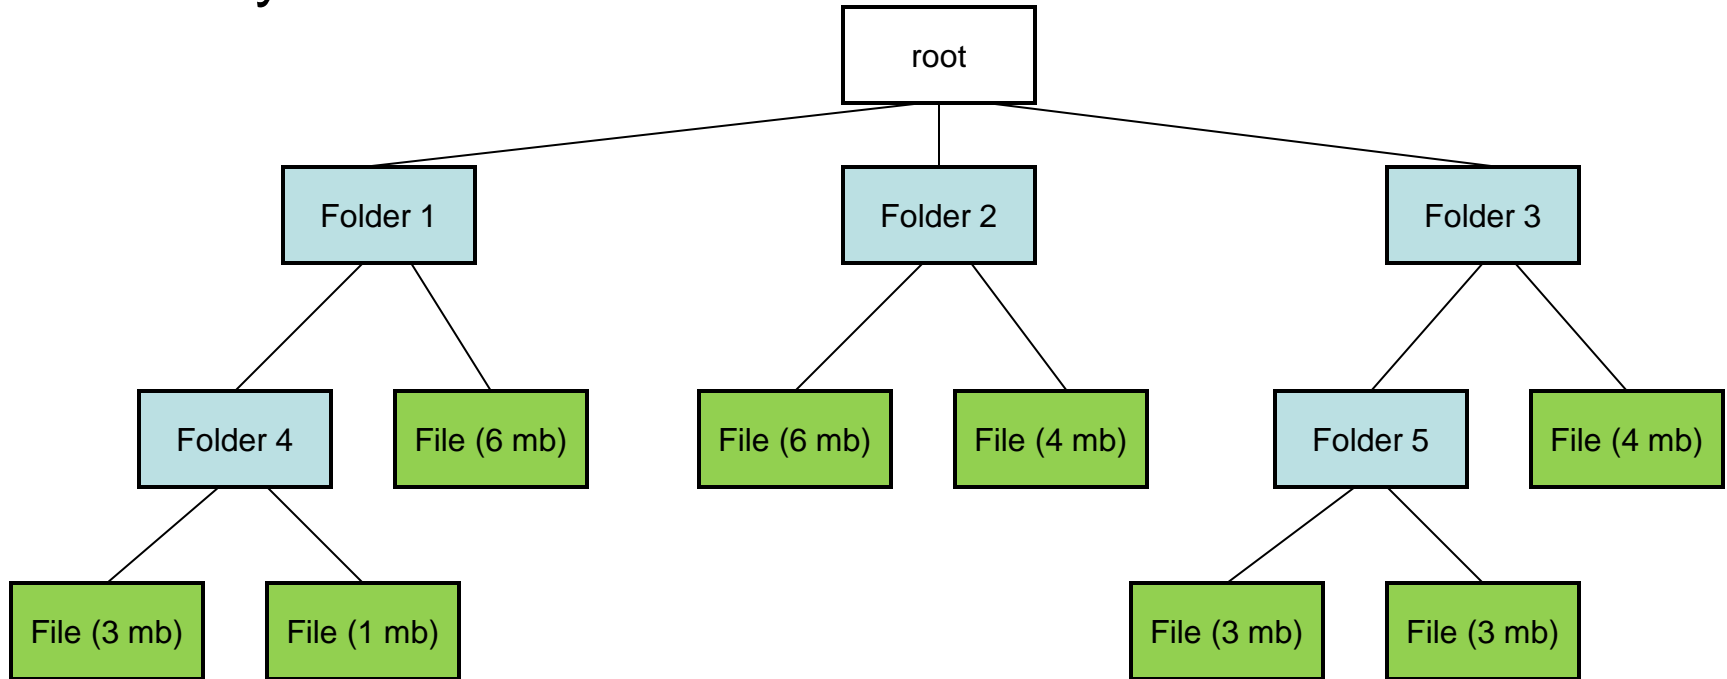 root
Folder 1
Folder 2
Folder 3
Folder 4
File (6 mb)
File (6 mb)
File (4 mb)
Folder 5
File (4 mb)
File (3 mb)
File (1 mb)
File (3 mb)
File (3 mb)